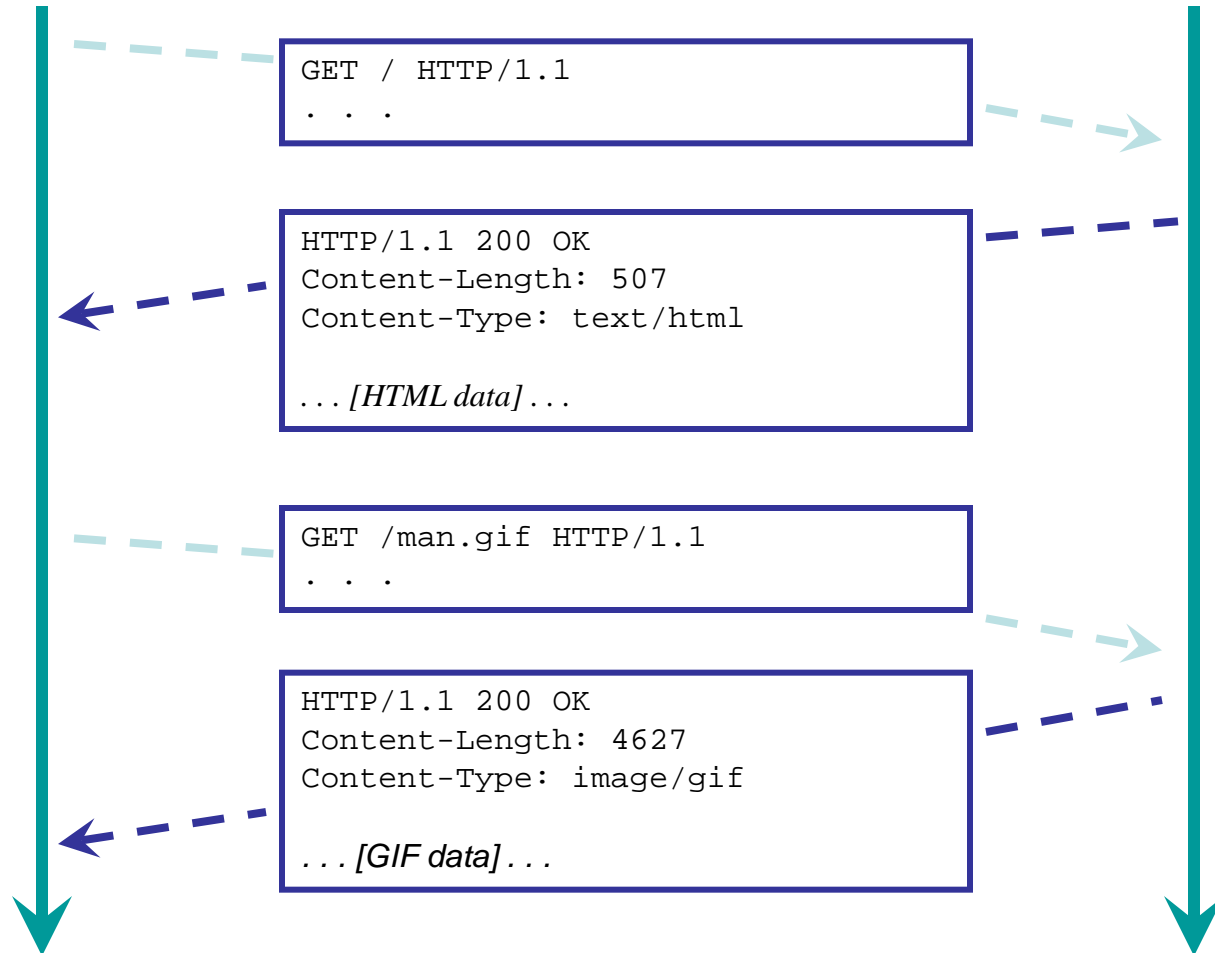 GET / HTTP/1.1
. . .
HTTP/1.1 200 OK
Content-Length: 507
Content-Type: text/html
. . . [HTML data] . . .
GET /man.gif HTTP/1.1
. . .
HTTP/1.1 200 OK
Content-Length: 4627
Content-Type: image/gif
. . . [GIF data] . . .